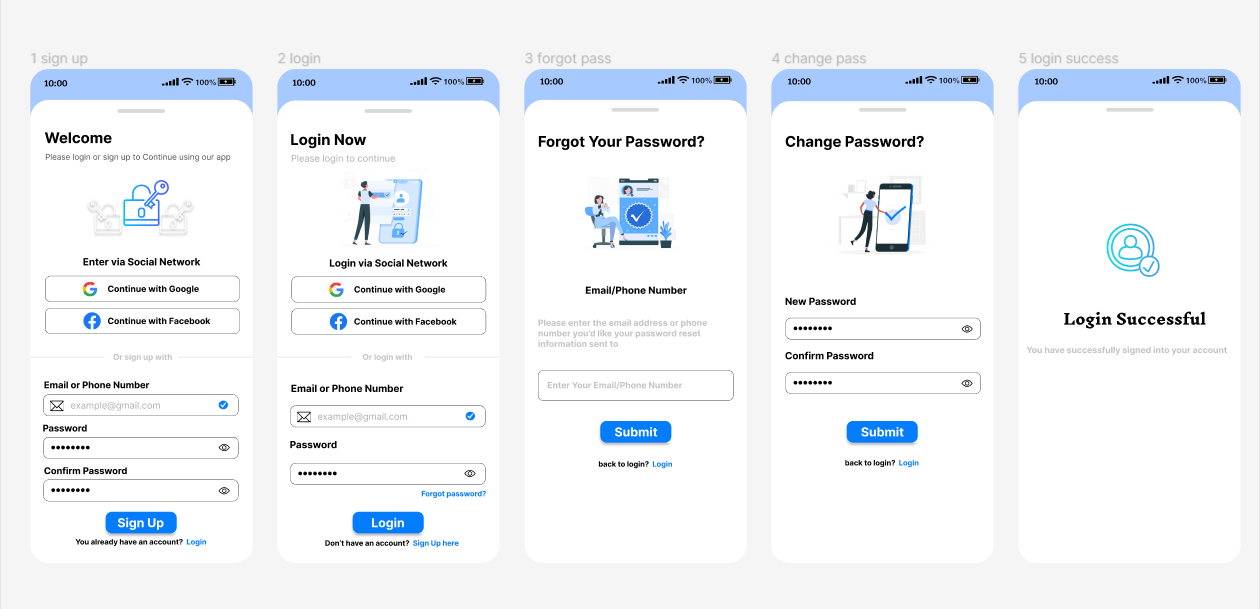 1 sign up
10:00
100%
Welcome
Please login or sign up to Continue using our app
Enter via Social Network
Continue with Google
Continue with Facebook
Or sign up with
Email or Phone Number
example@gmail.com
Password
••••••••
Confirm Password
••••••••
Sign Up
You already have an account? Login
2 login
10:00
100%
Login Now
Please login to continue
Login via Social Network
Continue with Google
Continue with Facebook
Or login with
Email or Phone Number
example@gmail.com
Password
••••••••
Forgot password?
Login
Don't have an account? Sign Up here
3 forgot pass
10:00
100%
Forgot Your Password?
Email/Phone Number
Please enter the email address or phone
number you'd like your password reset
information sent to
Enter Your Email/Phone Number
Submit
back to login? Login
4 change pass
10:00
100%
Change Password?
New Password
••••••••
Confirm Password
••••••••
Submit
back to login? Login
5 login success
10:00
100%
Login Successful
You have successfully signed into your account